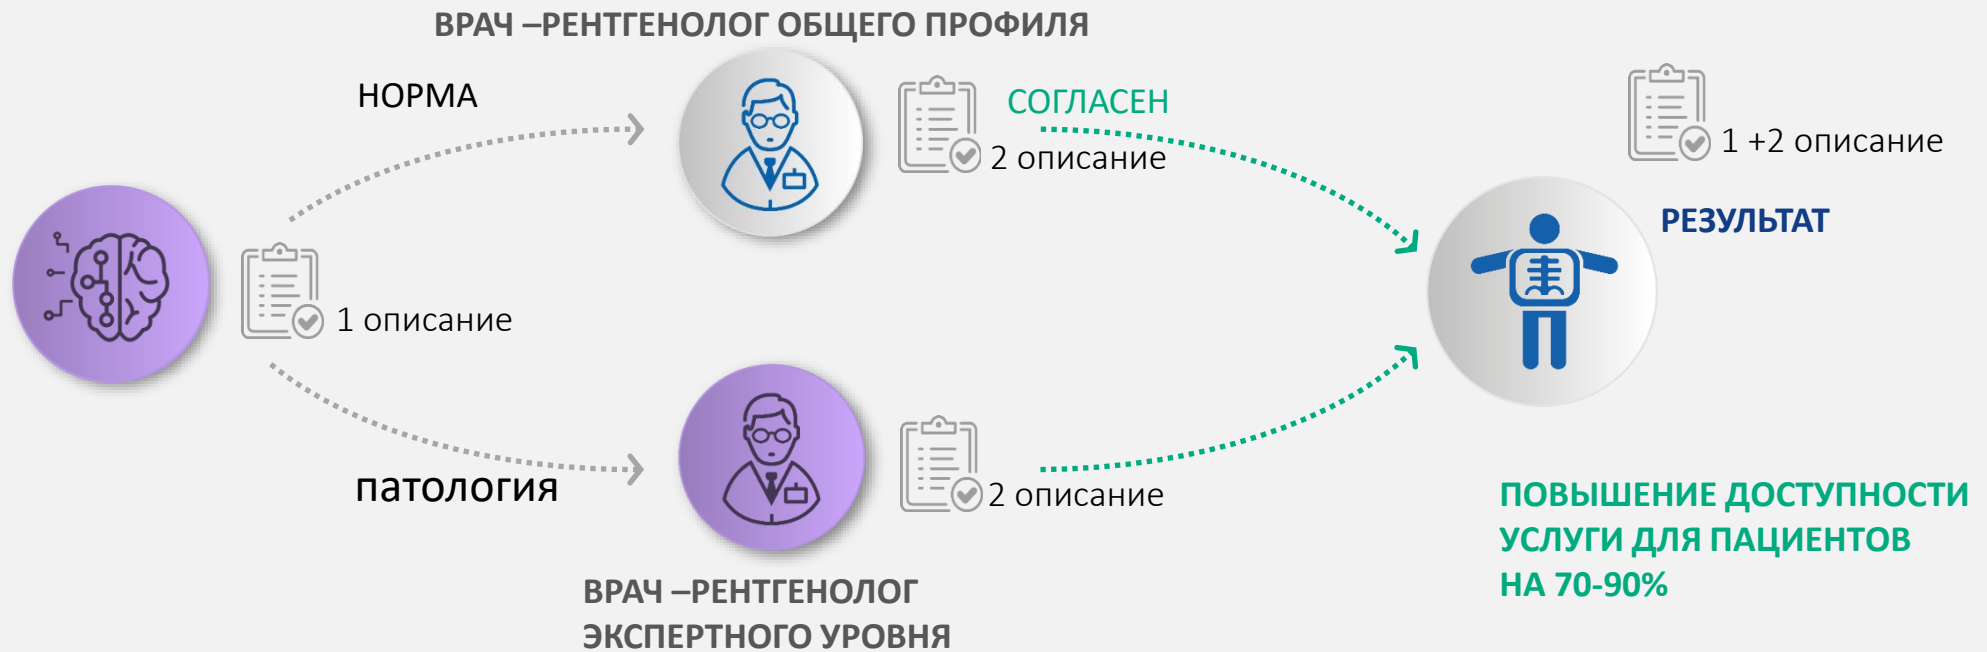 ВРАЧ –РЕНТГЕНОЛОГ ОБЩЕГО ПРОФИЛЯ
НОРМА
СОГЛАСЕН
2 описание
1 +2 описание
РЕЗУЛЬТАТ
1 описание
патология
2 описание
ВРАЧ –РЕНТГЕНОЛОГ
ЭКСПЕРТНОГО УРОВНЯ
ПОВЫШЕНИЕ ДОСТУПНОСТИ
УСЛУГИ ДЛЯ ПАЦИЕНТОВ
НА 70-90%